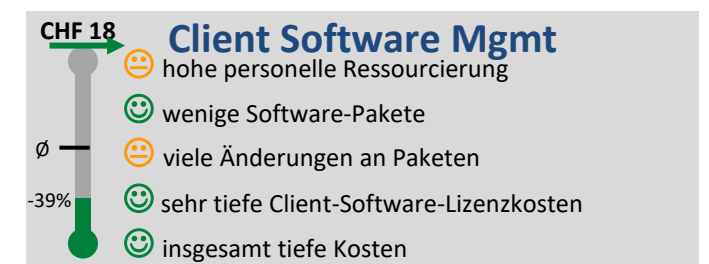 CHF 18
Client Software Mgmt
hohe personelle Ressourcierung
wenige Software-Pakete
Ø
viele Änderungen an Paketen
-39%
sehr tiefe Client-Software-Lizenzkosten
insgesamt tiefe Kosten